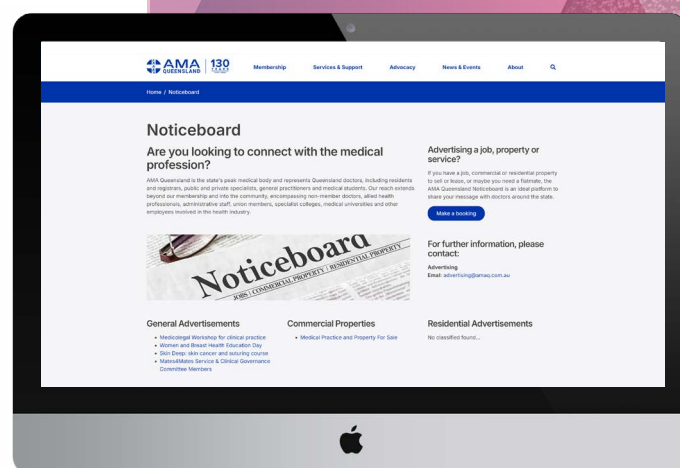 AMA
QUEENSLAND
130
YEARS
Membership
Services & Support
Advocacy
News & Events
About
Home / Noticeboard
Noticeboard
Are you looking to connect with the medical
profession?
AMA Queensland is the state's peak medical body and represents Queensland doctors, including residents
and registrars, public and private specialists, general practitioners and medical students. Our reach extends
beyond our membership and into the community, encompassing non-member doctors, allied health
professionals, administrative staff, union members, specialist colleges, medical universities and other
employees involved in the health industry.
Noticeboard
JOBS | COMMERCIAL PROPERTY | RESIDENTIAL PROPERTY
Advertising a job, property or
service?
If you have a job, commercial or residential property
to sell or lease, or maybe you need a flatmate, the
AMA Queensland Noticeboard is an ideal platform to
share your message with doctors around the state.
Make a booking
For further information, please
contact:
Advertising
Email: advertising@amaq.com.au
General Advertisements
• Medicolegal Workshop for clinical practice
• Women and Breast Health Education Day
• Skin Deep: skin cancer and suturing course
• Mates4Mates Service & Clinical Governance
Committee Members
Commercial Properties
• Medical Practice and Property For Sale
Residential Advertisements
No classified found...